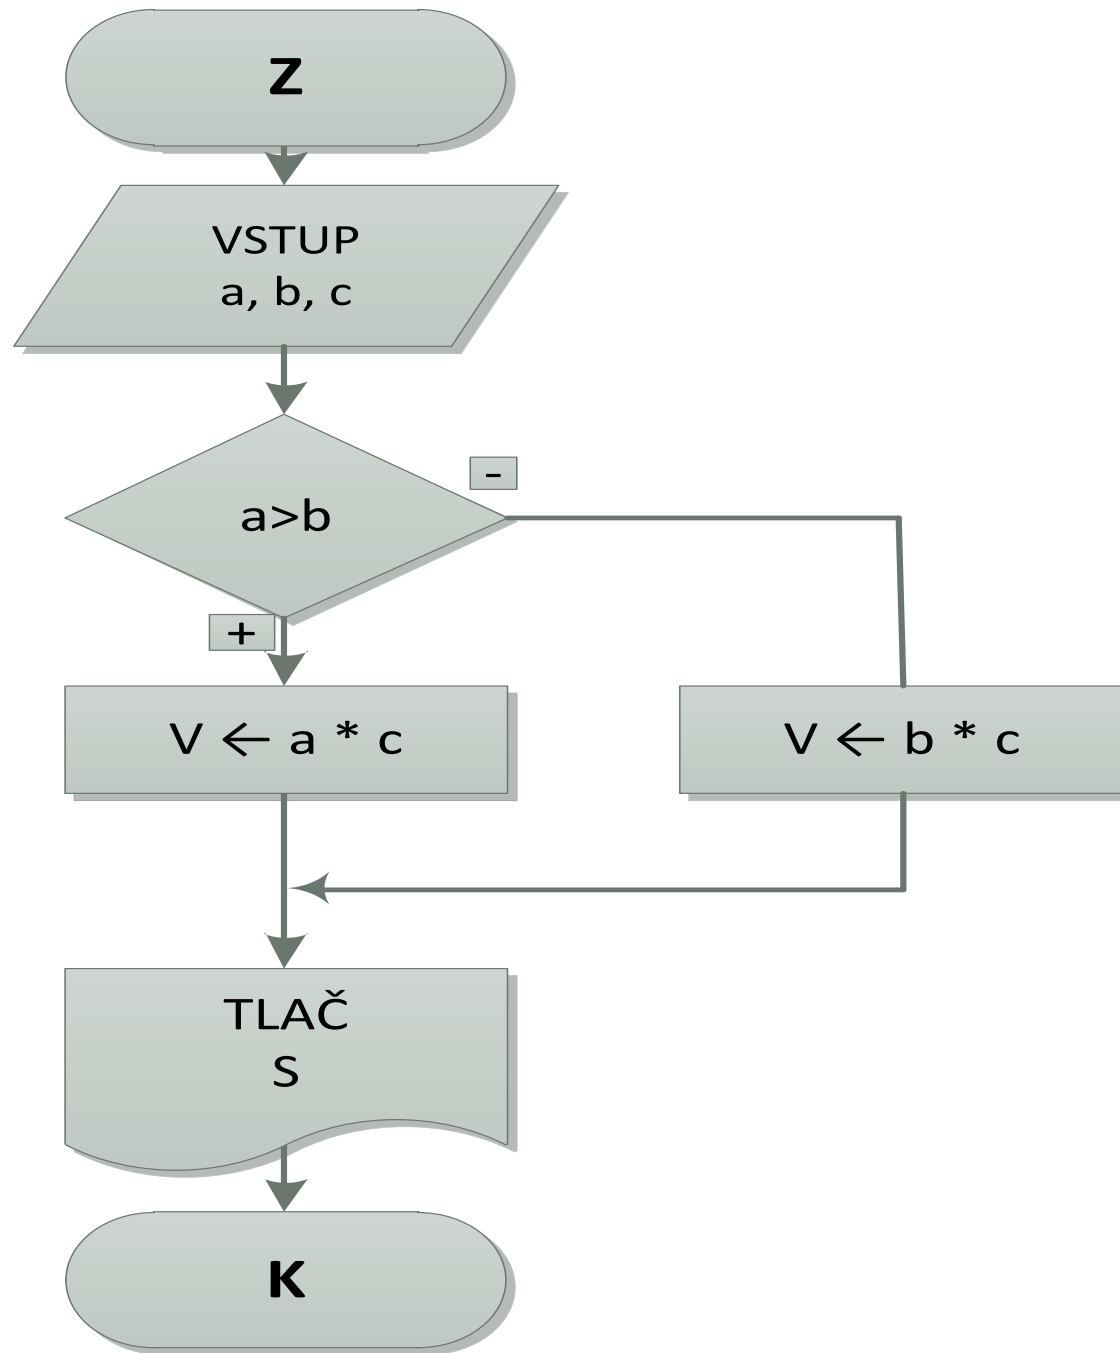 Z
VSTUP
a, b, c
a>b
-
+
V ← a * c
V ← b * c
TLAČ
S
K